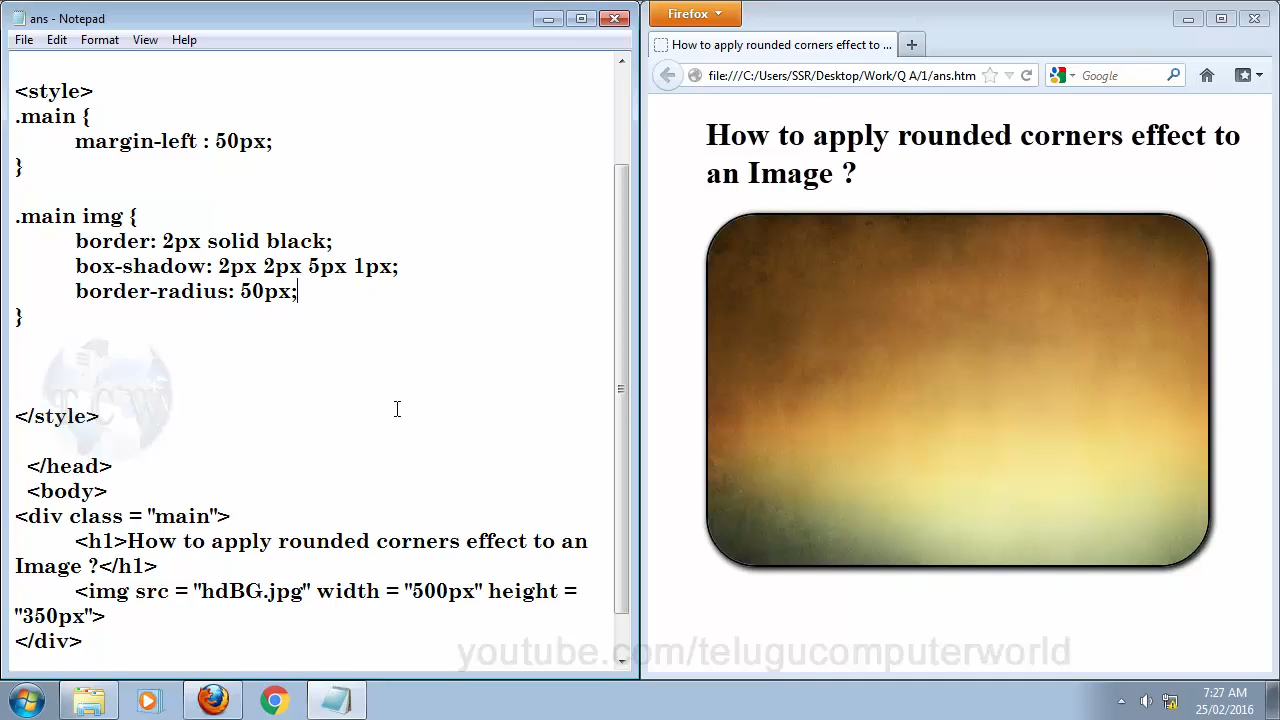 ans - Notepad
File Edit Format View Help
<style>
.main {
margin-left : 50px;
}
.main img {
border: 2px solid black;
box-shadow: 2px 2px 5px 1px;
border-radius: 50px;
}
TCW
</style>
</head>
<body>
<div class = "main">
<h1>How to apply rounded corners effect to an
Image ?</h1>
<img src = "hdBG.jpg" width = "500px" height =
"350px">
</div>
Firefox
How to apply rounded corners effect to ...
file:///C:/Users/SSR/Desktop/Work/Q A/1/ans.htm
Google
How to apply rounded corners effect to
an Image ?
youtube.com/telugucomputerworld
7:27 AM
25/02/2016